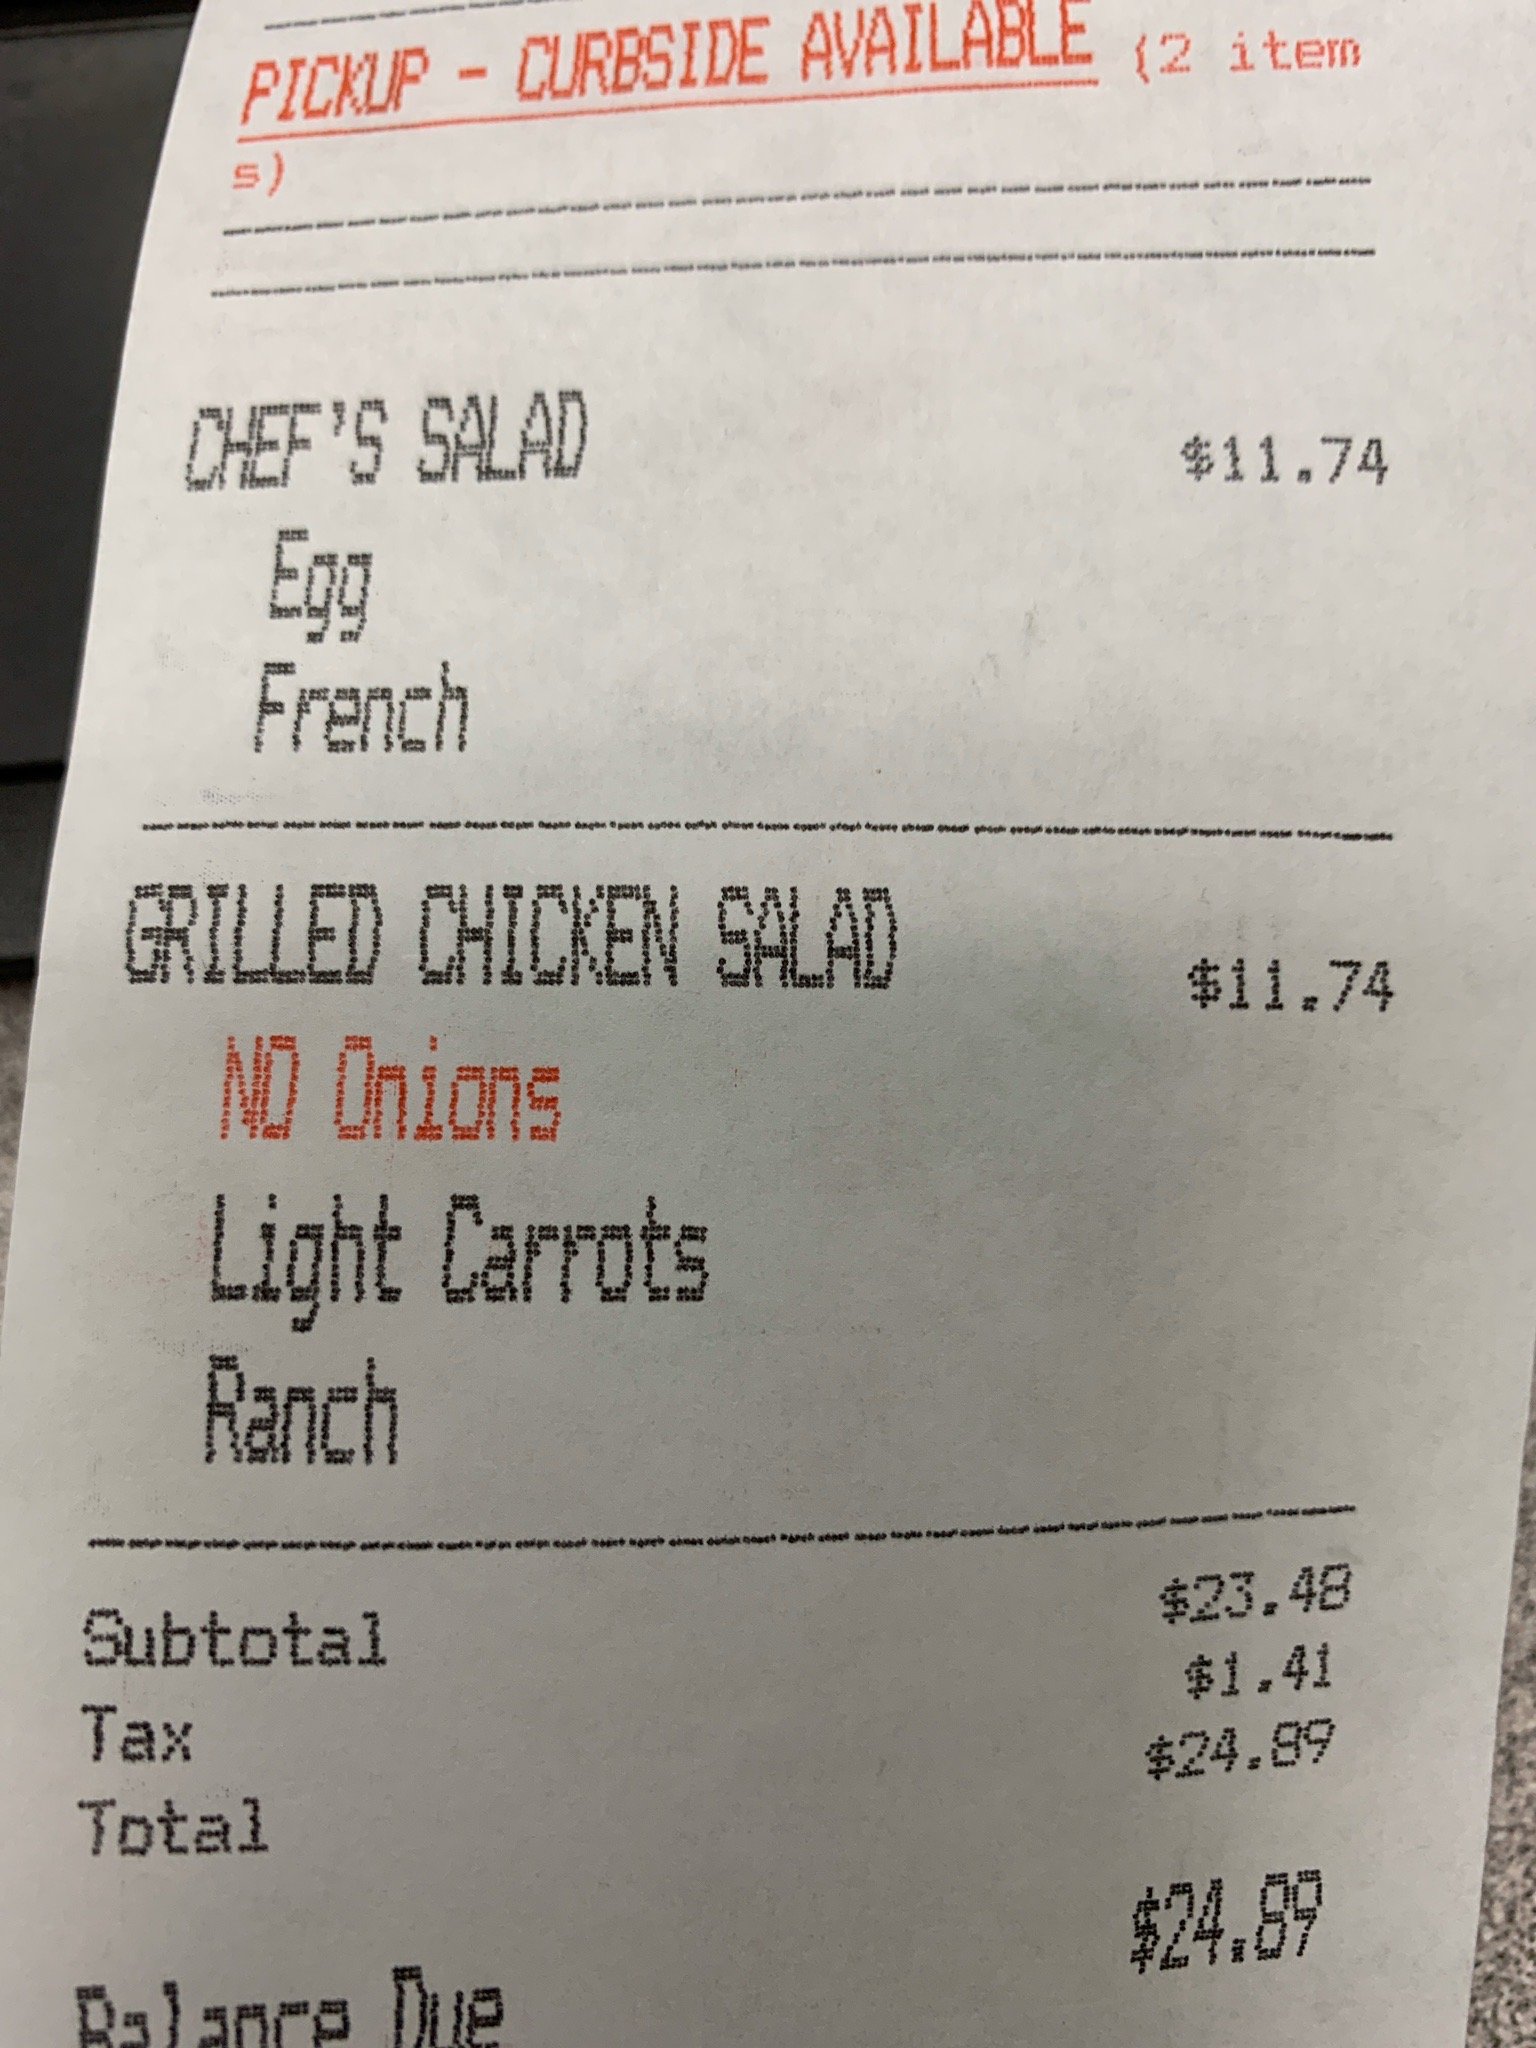 PICKUP - CURBSIDE AVAILABLE (2 item
s)
CHEF'S SALAD $11.74
Egg
French
GRILLED CHICKEN SALAD $11.74
NO Onions
Light Carrots
Ranch
Subtotal $23.48
Tax $1.41
Total $24.89
Balance Due $24.89